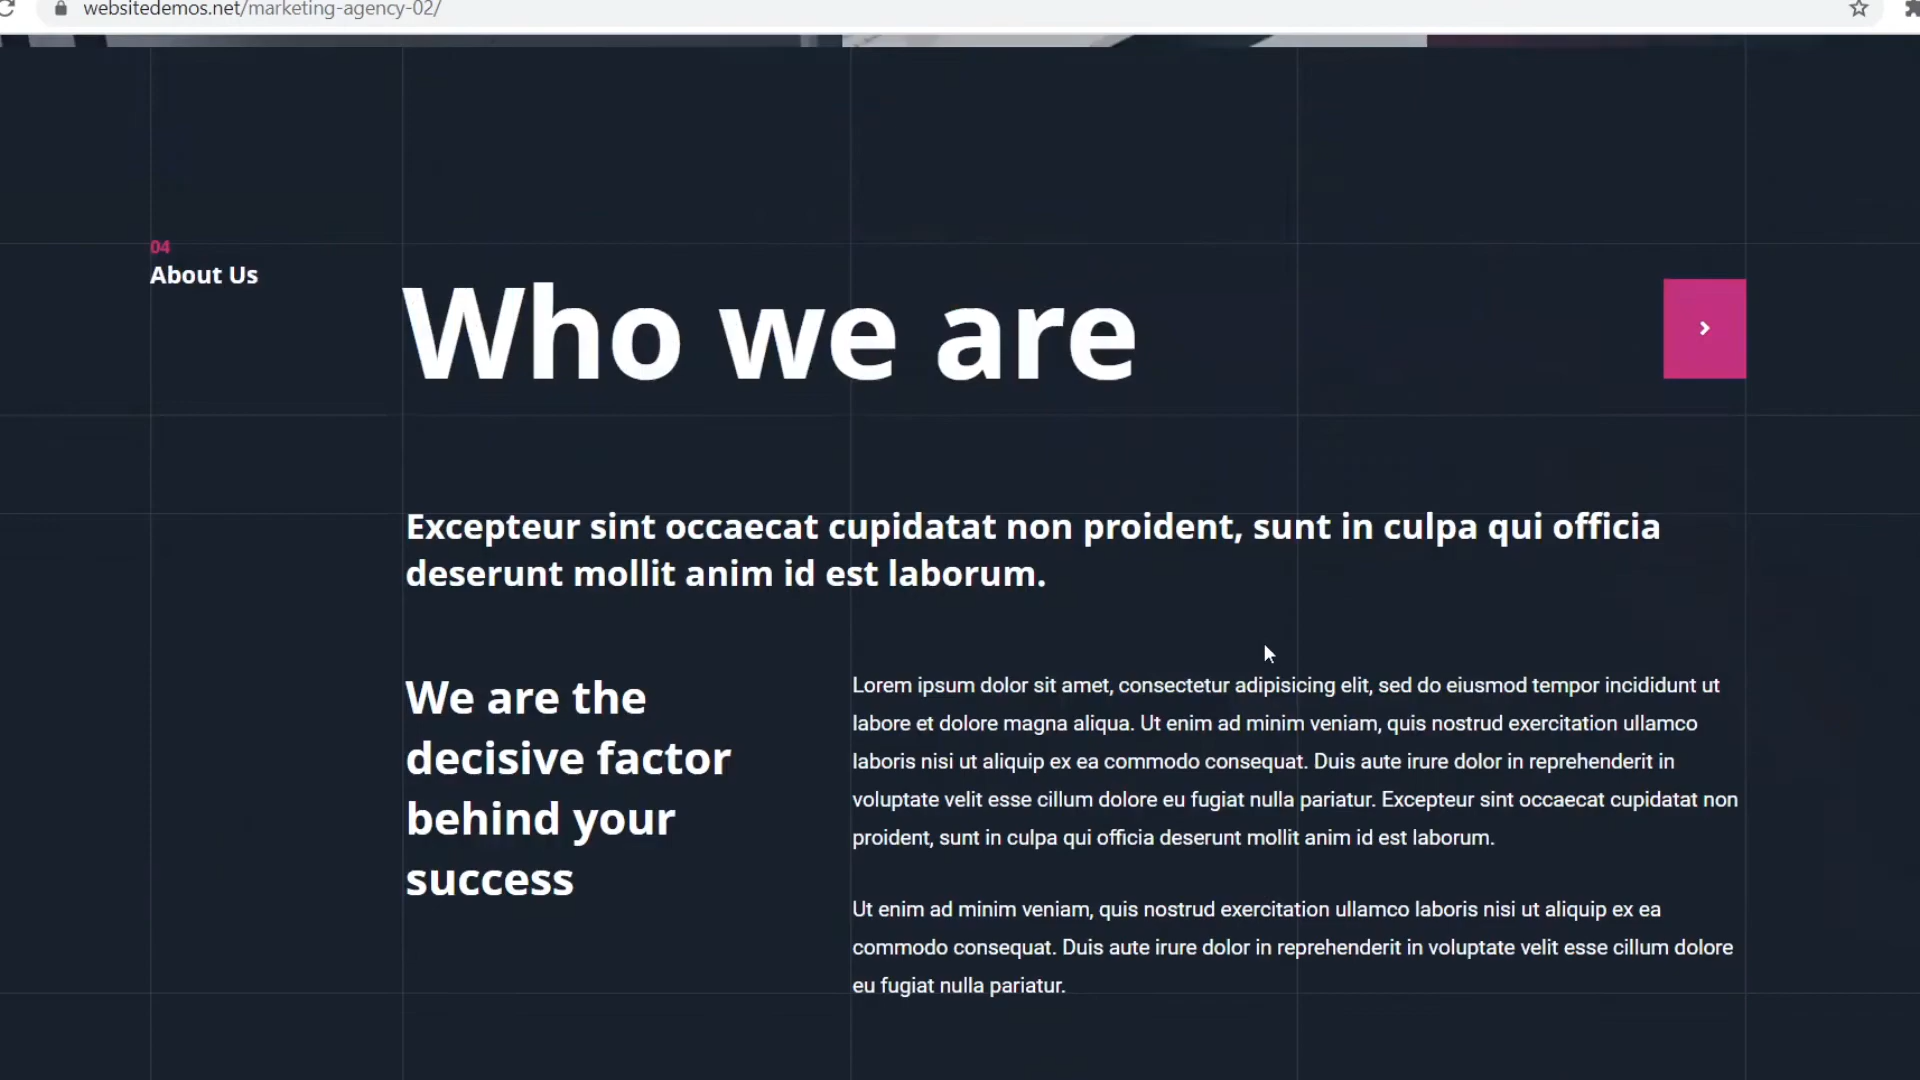 websitedemos.net/marketing-agency-02/
04
About Us
Who we are
Excepteur sint occaecat cupidatat non proident, sunt in culpa qui officia
deserunt mollit anim id est laborum.
We are the
decisive factor
behind your
success
Lorem ipsum dolor sit amet, consectetur adipisicing elit, sed do eiusmod tempor incididunt ut
labore et dolore magna aliqua. Ut enim ad minim veniam, quis nostrud exercitation ullamco
laboris nisi ut aliquip ex ea commodo consequat. Duis aute irure dolor in reprehenderit in
voluptate velit esse cillum dolore eu fugiat nulla pariatur. Excepteur sint occaecat cupidatat non
proident, sunt in culpa qui officia deserunt mollit anim id est laborum.
Ut enim ad minim veniam, quis nostrud exercitation ullamco laboris nisi ut aliquip ex ea
commodo consequat. Duis aute irure dolor in reprehenderit in voluptate velit esse cillum dolore
eu fugiat nulla pariatur.